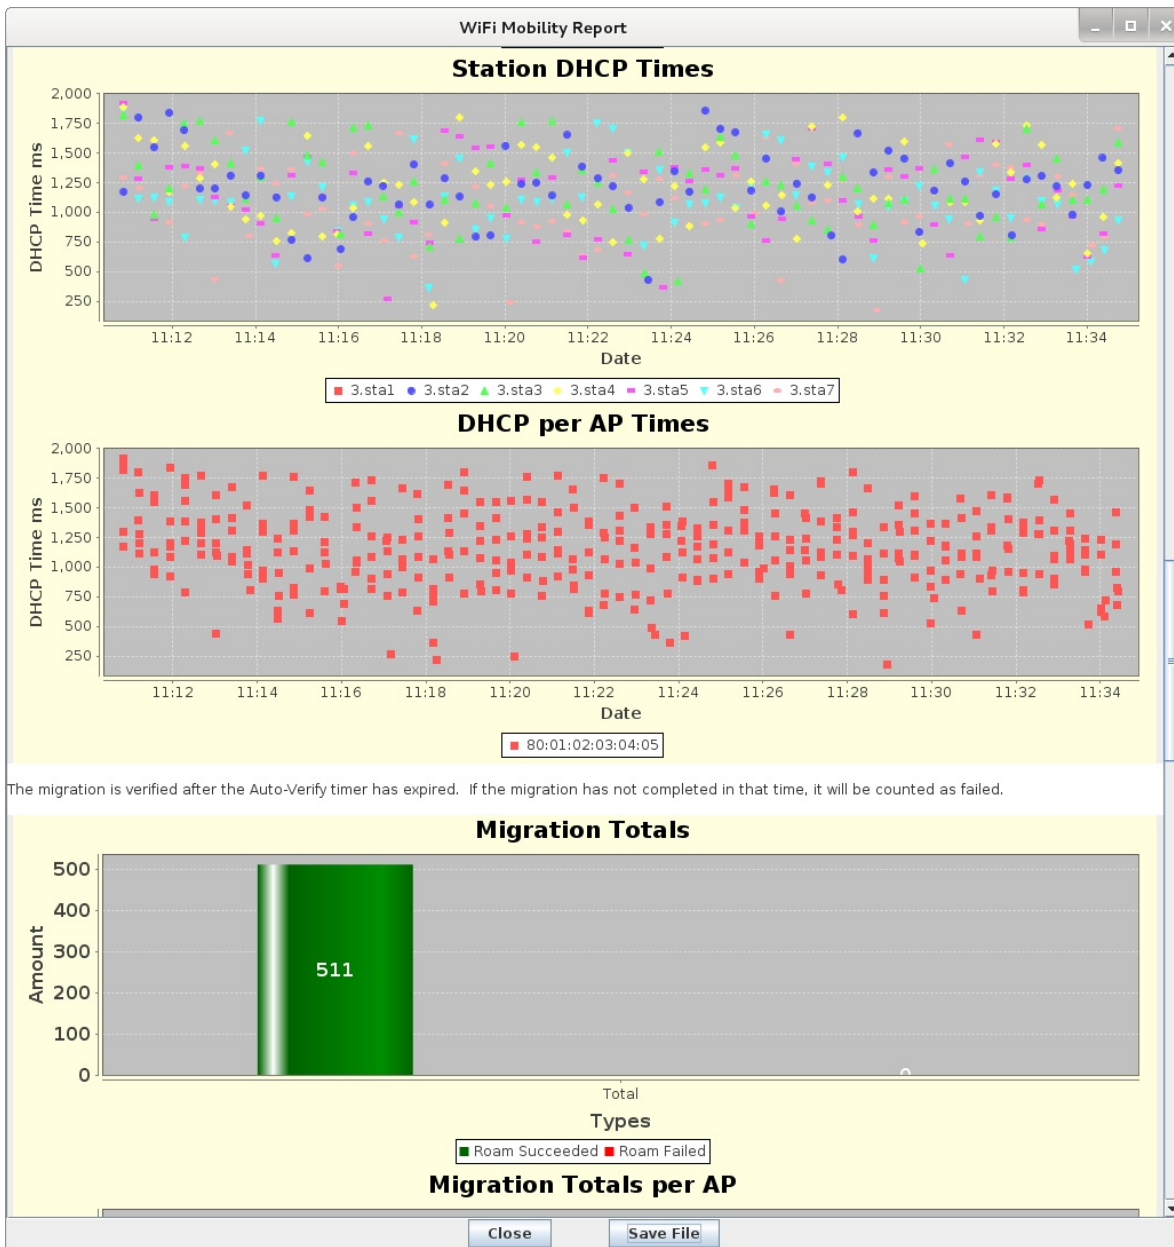 WiFi Mobility Report
Station DHCP Times
DHCP Time ms
2,000
1,750
1,500
1,250
1,000
750
500
250
11:12 11:14 11:16 11:18 11:20 11:22 11:24 11:26 11:28 11:30 11:32 11:34
Date
3.sta1 3.sta2 3.sta3 3.sta4 3.sta5 3.sta6 3.sta7
DHCP per AP Times
DHCP Time ms
2,000
1,750
1,500
1,250
1,000
750
500
250
11:12 11:14 11:16 11:18 11:20 11:22 11:24 11:26 11:28 11:30 11:32 11:34
Date
80:01:02:03:04:05
The migration is verified after the Auto-Verify timer has expired.  If the migration has not completed in that time, it will be counted as failed.
Migration Totals
Amount
500
400
300
200
100
0
511
0
Total
Types
Roam Succeeded Roam Failed
Migration Totals per AP
Close Save File